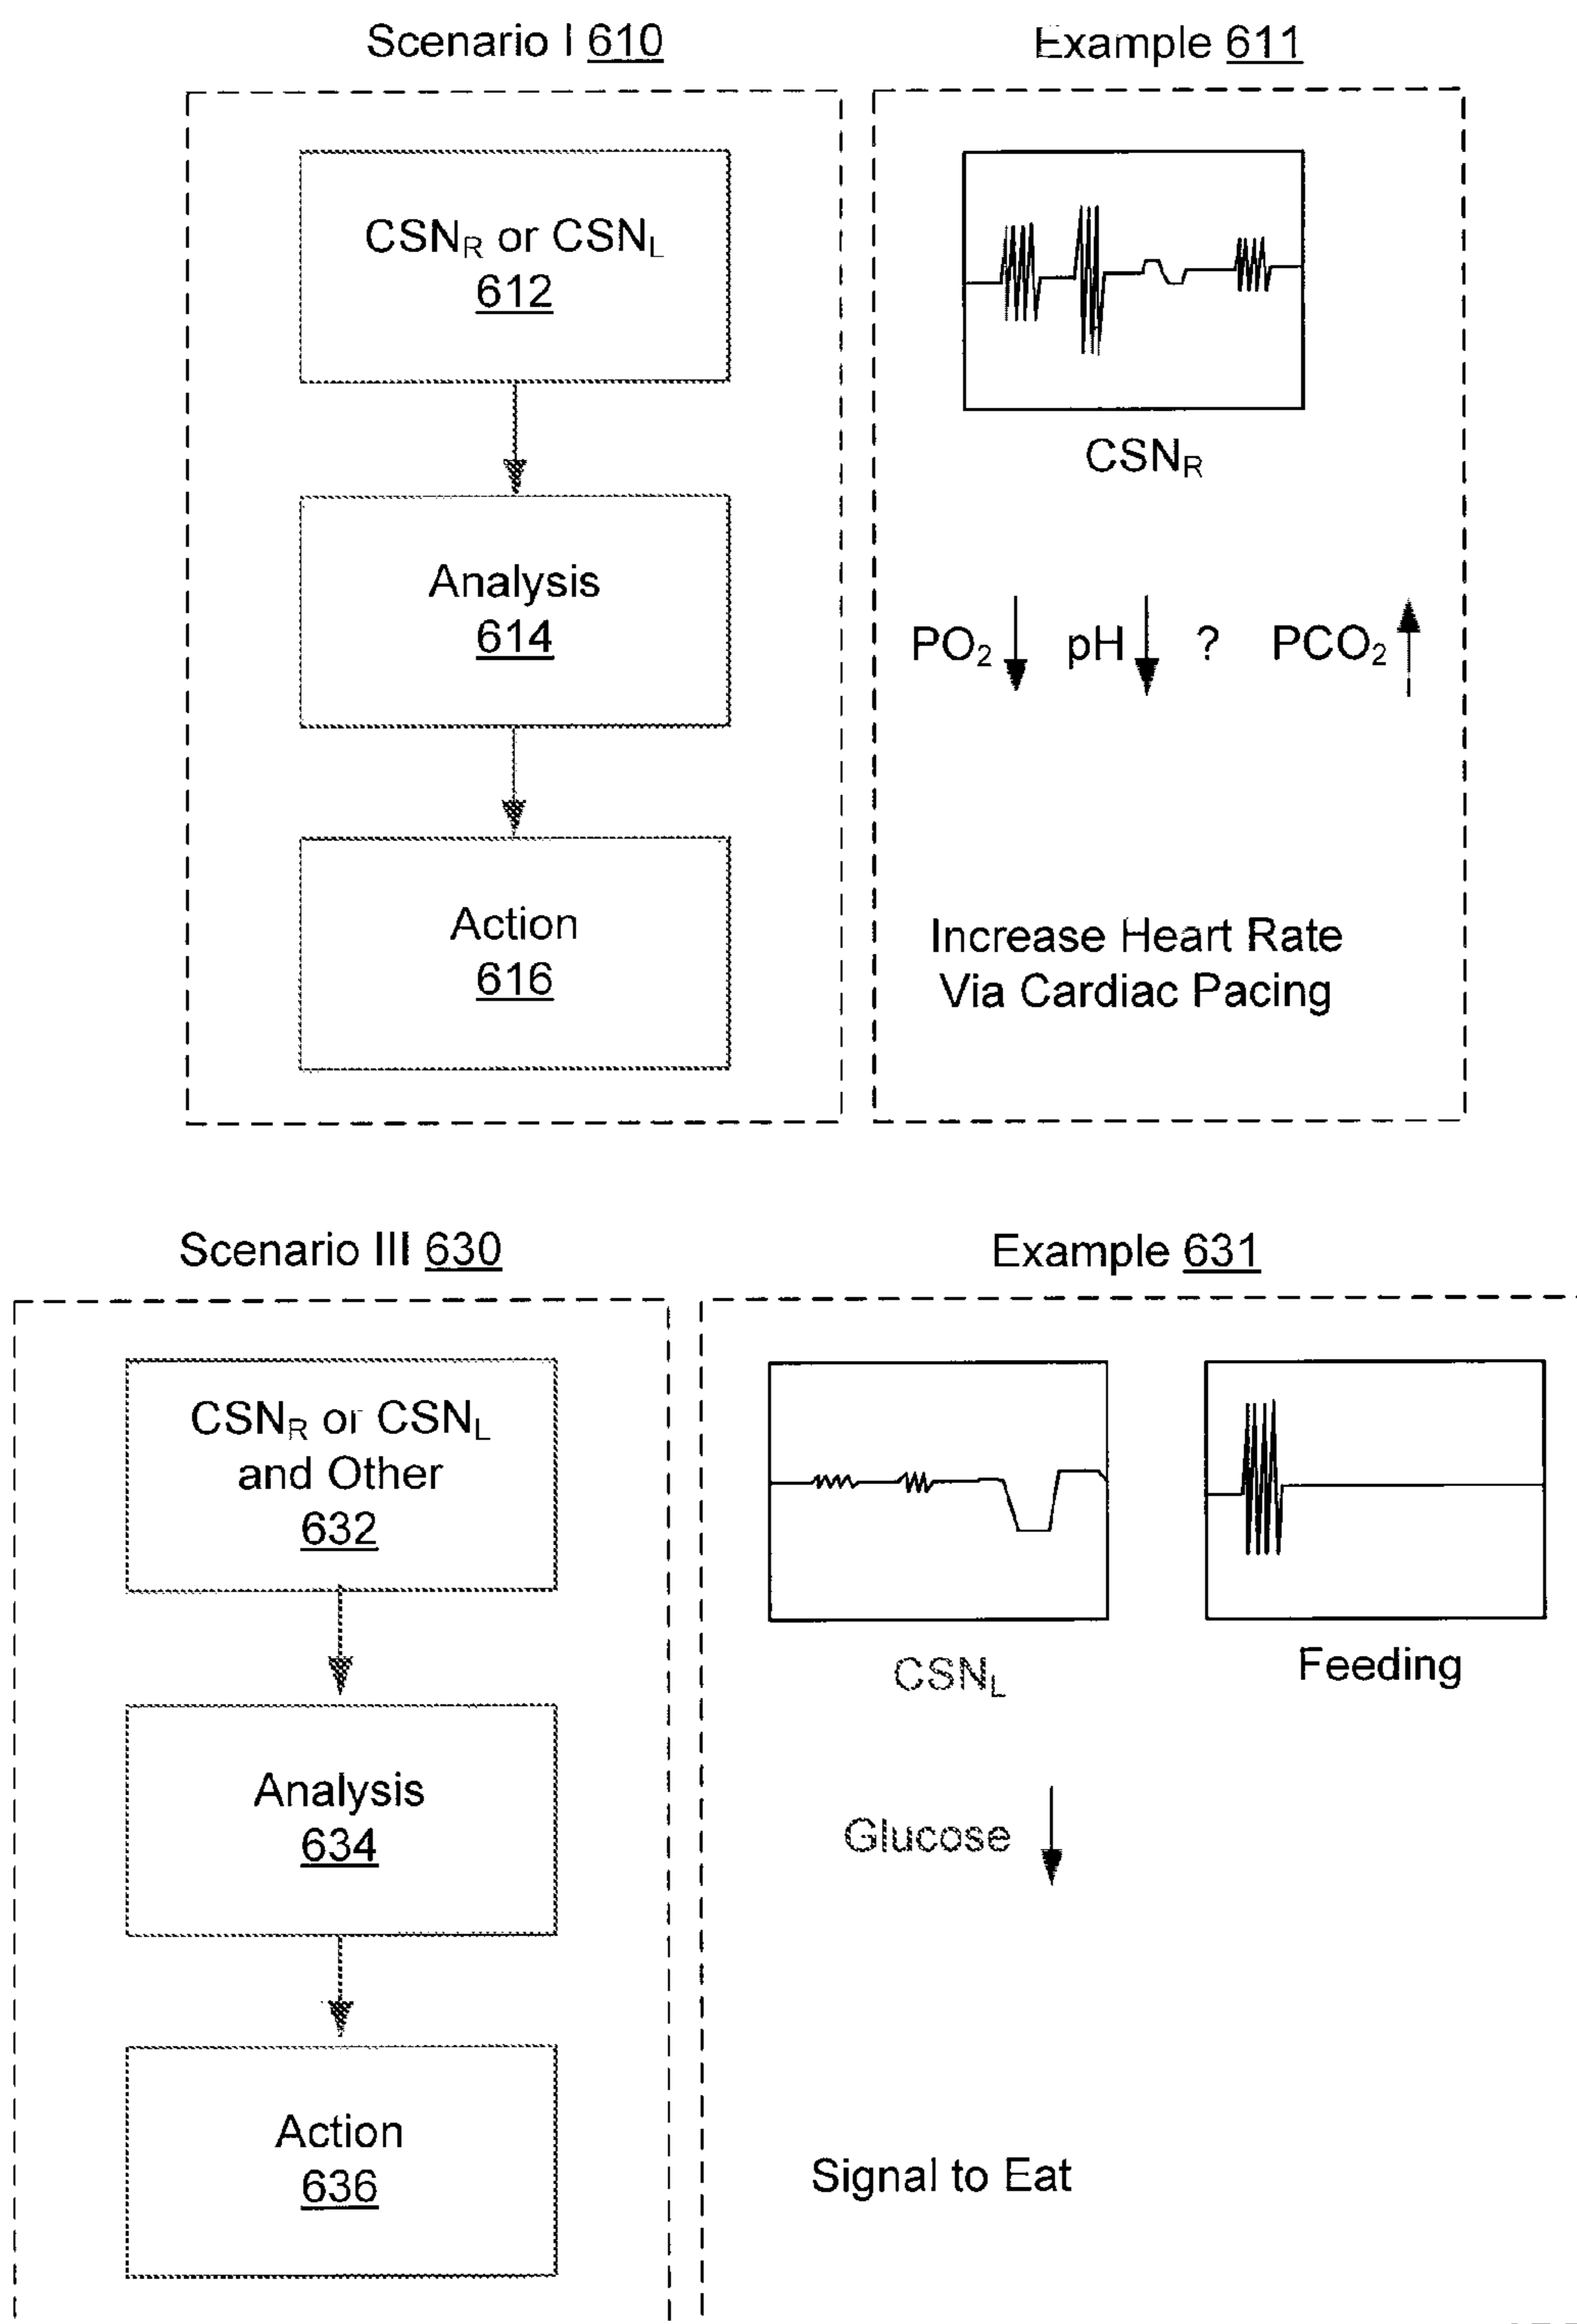 Scenario I 610
Example 611
CSNR or CSNL
612
Analysis
614
Action
616
CSNR
PO2 pH ? PCO2
Increase Heart Rate
Via Cardiac Pacing
Scenario III 630
Example 631
CSNR or CSNL
and Other
632
Analysis
634
Action
636
CSNL
Feeding
Glucose
Signal to Eat